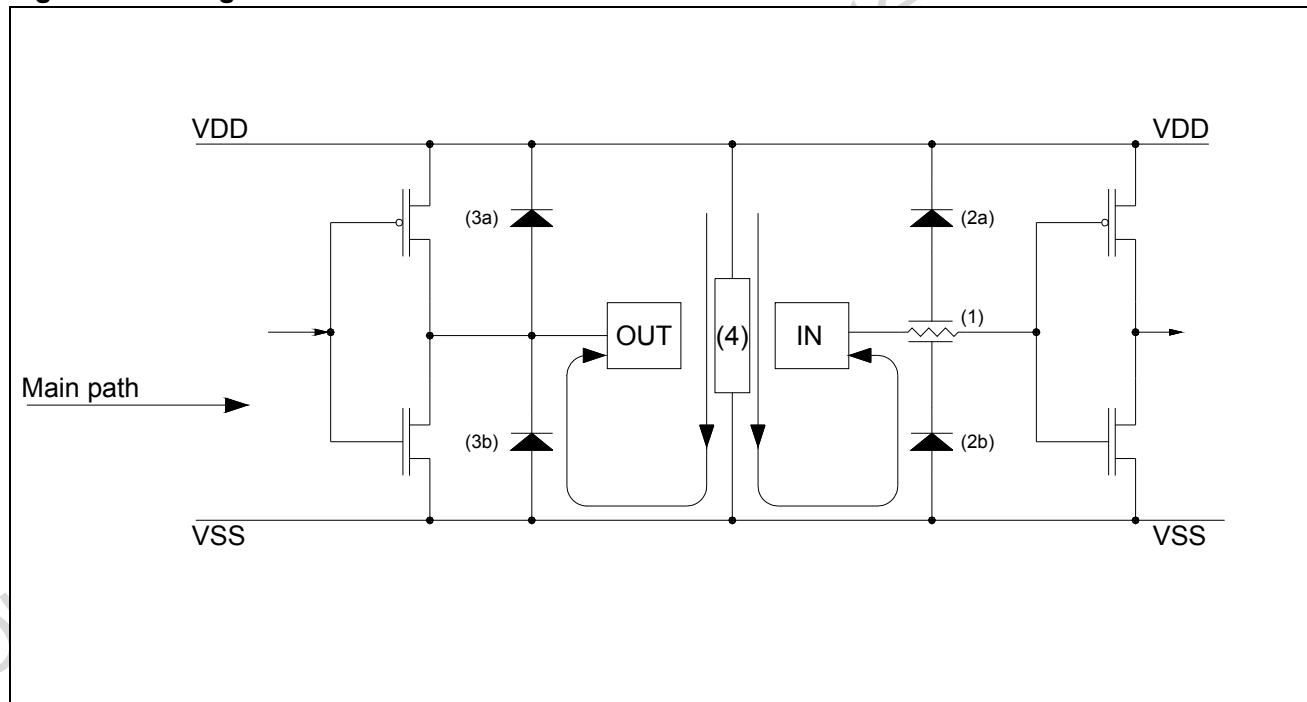 VDD VDD
(3a) (2a)
OUT (4) IN (1)
Main path
(3b) (2b)
VSS VSS